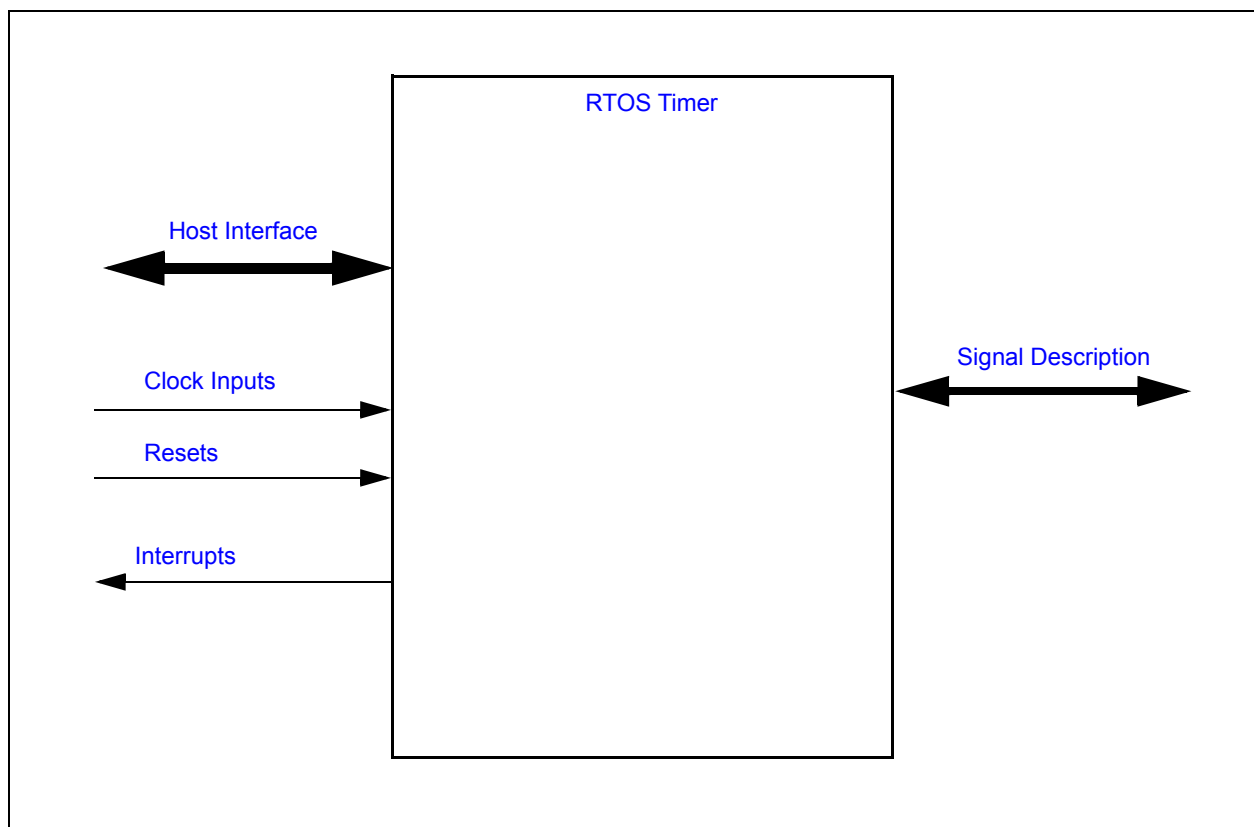 RTOS Timer
Host Interface
Signal Description
Clock Inputs
Resets
Interrupts